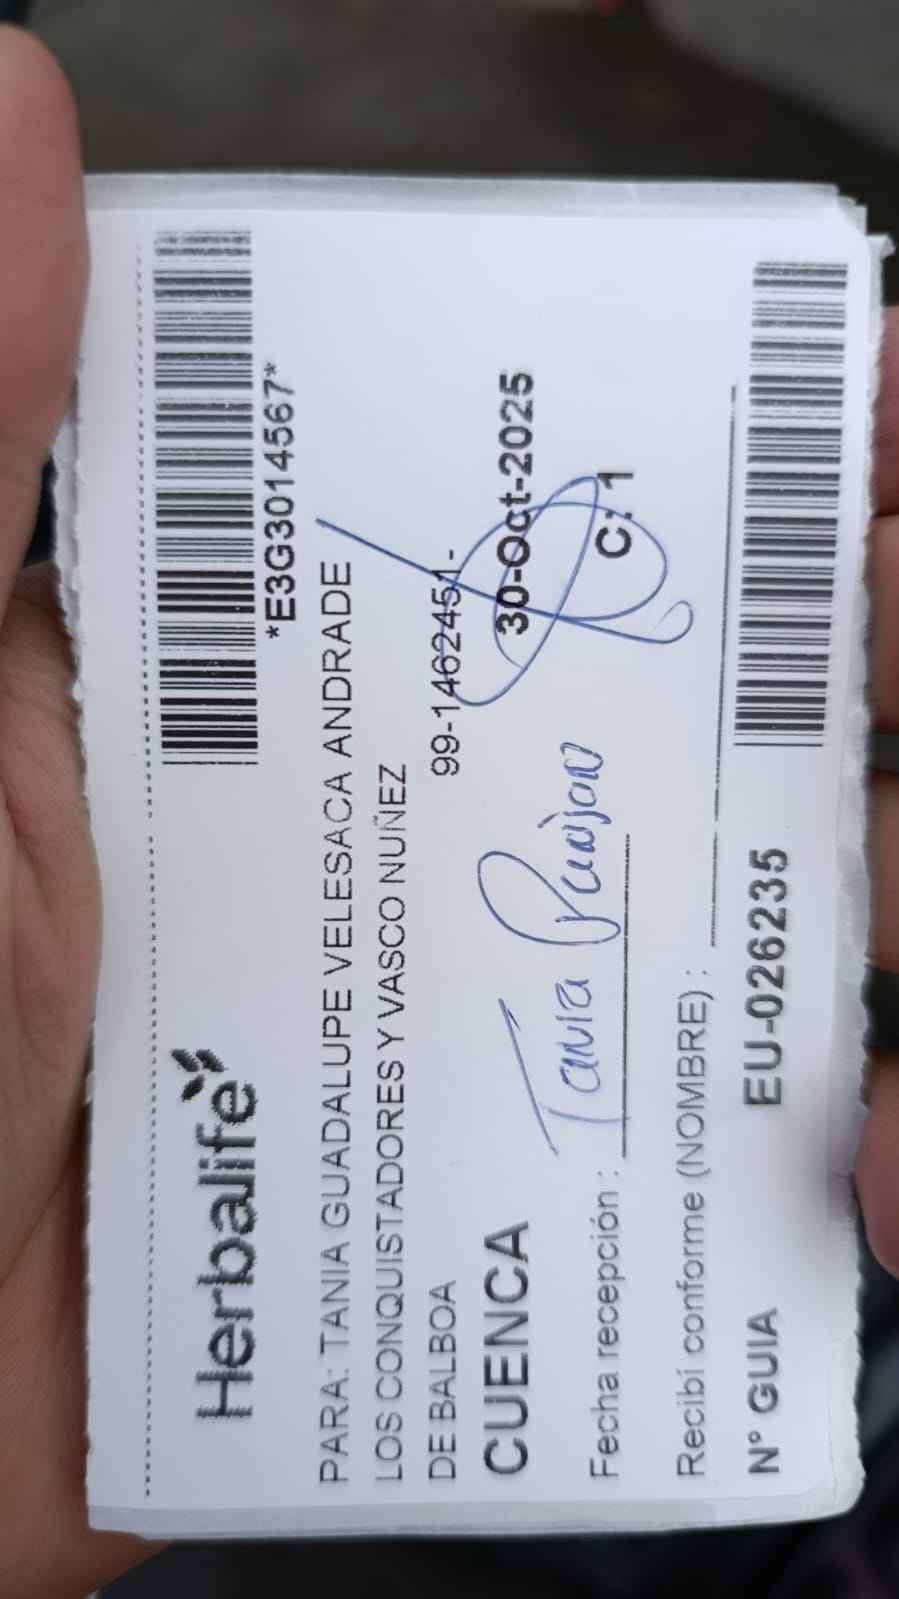 Herbalife
*E3G3014567*
PARA: TANIA GUADALUPE VELESACA ANDRADE
LOS CONQUISTADORES Y VASCO NUÑEZ
DE BALBOA
99-1462451-
CUENCA
30-Oct-2025
Tania
Fecha recepción :
C: 1
Recibí conforme (NOMBRE) :
N° GUIA EU-026235